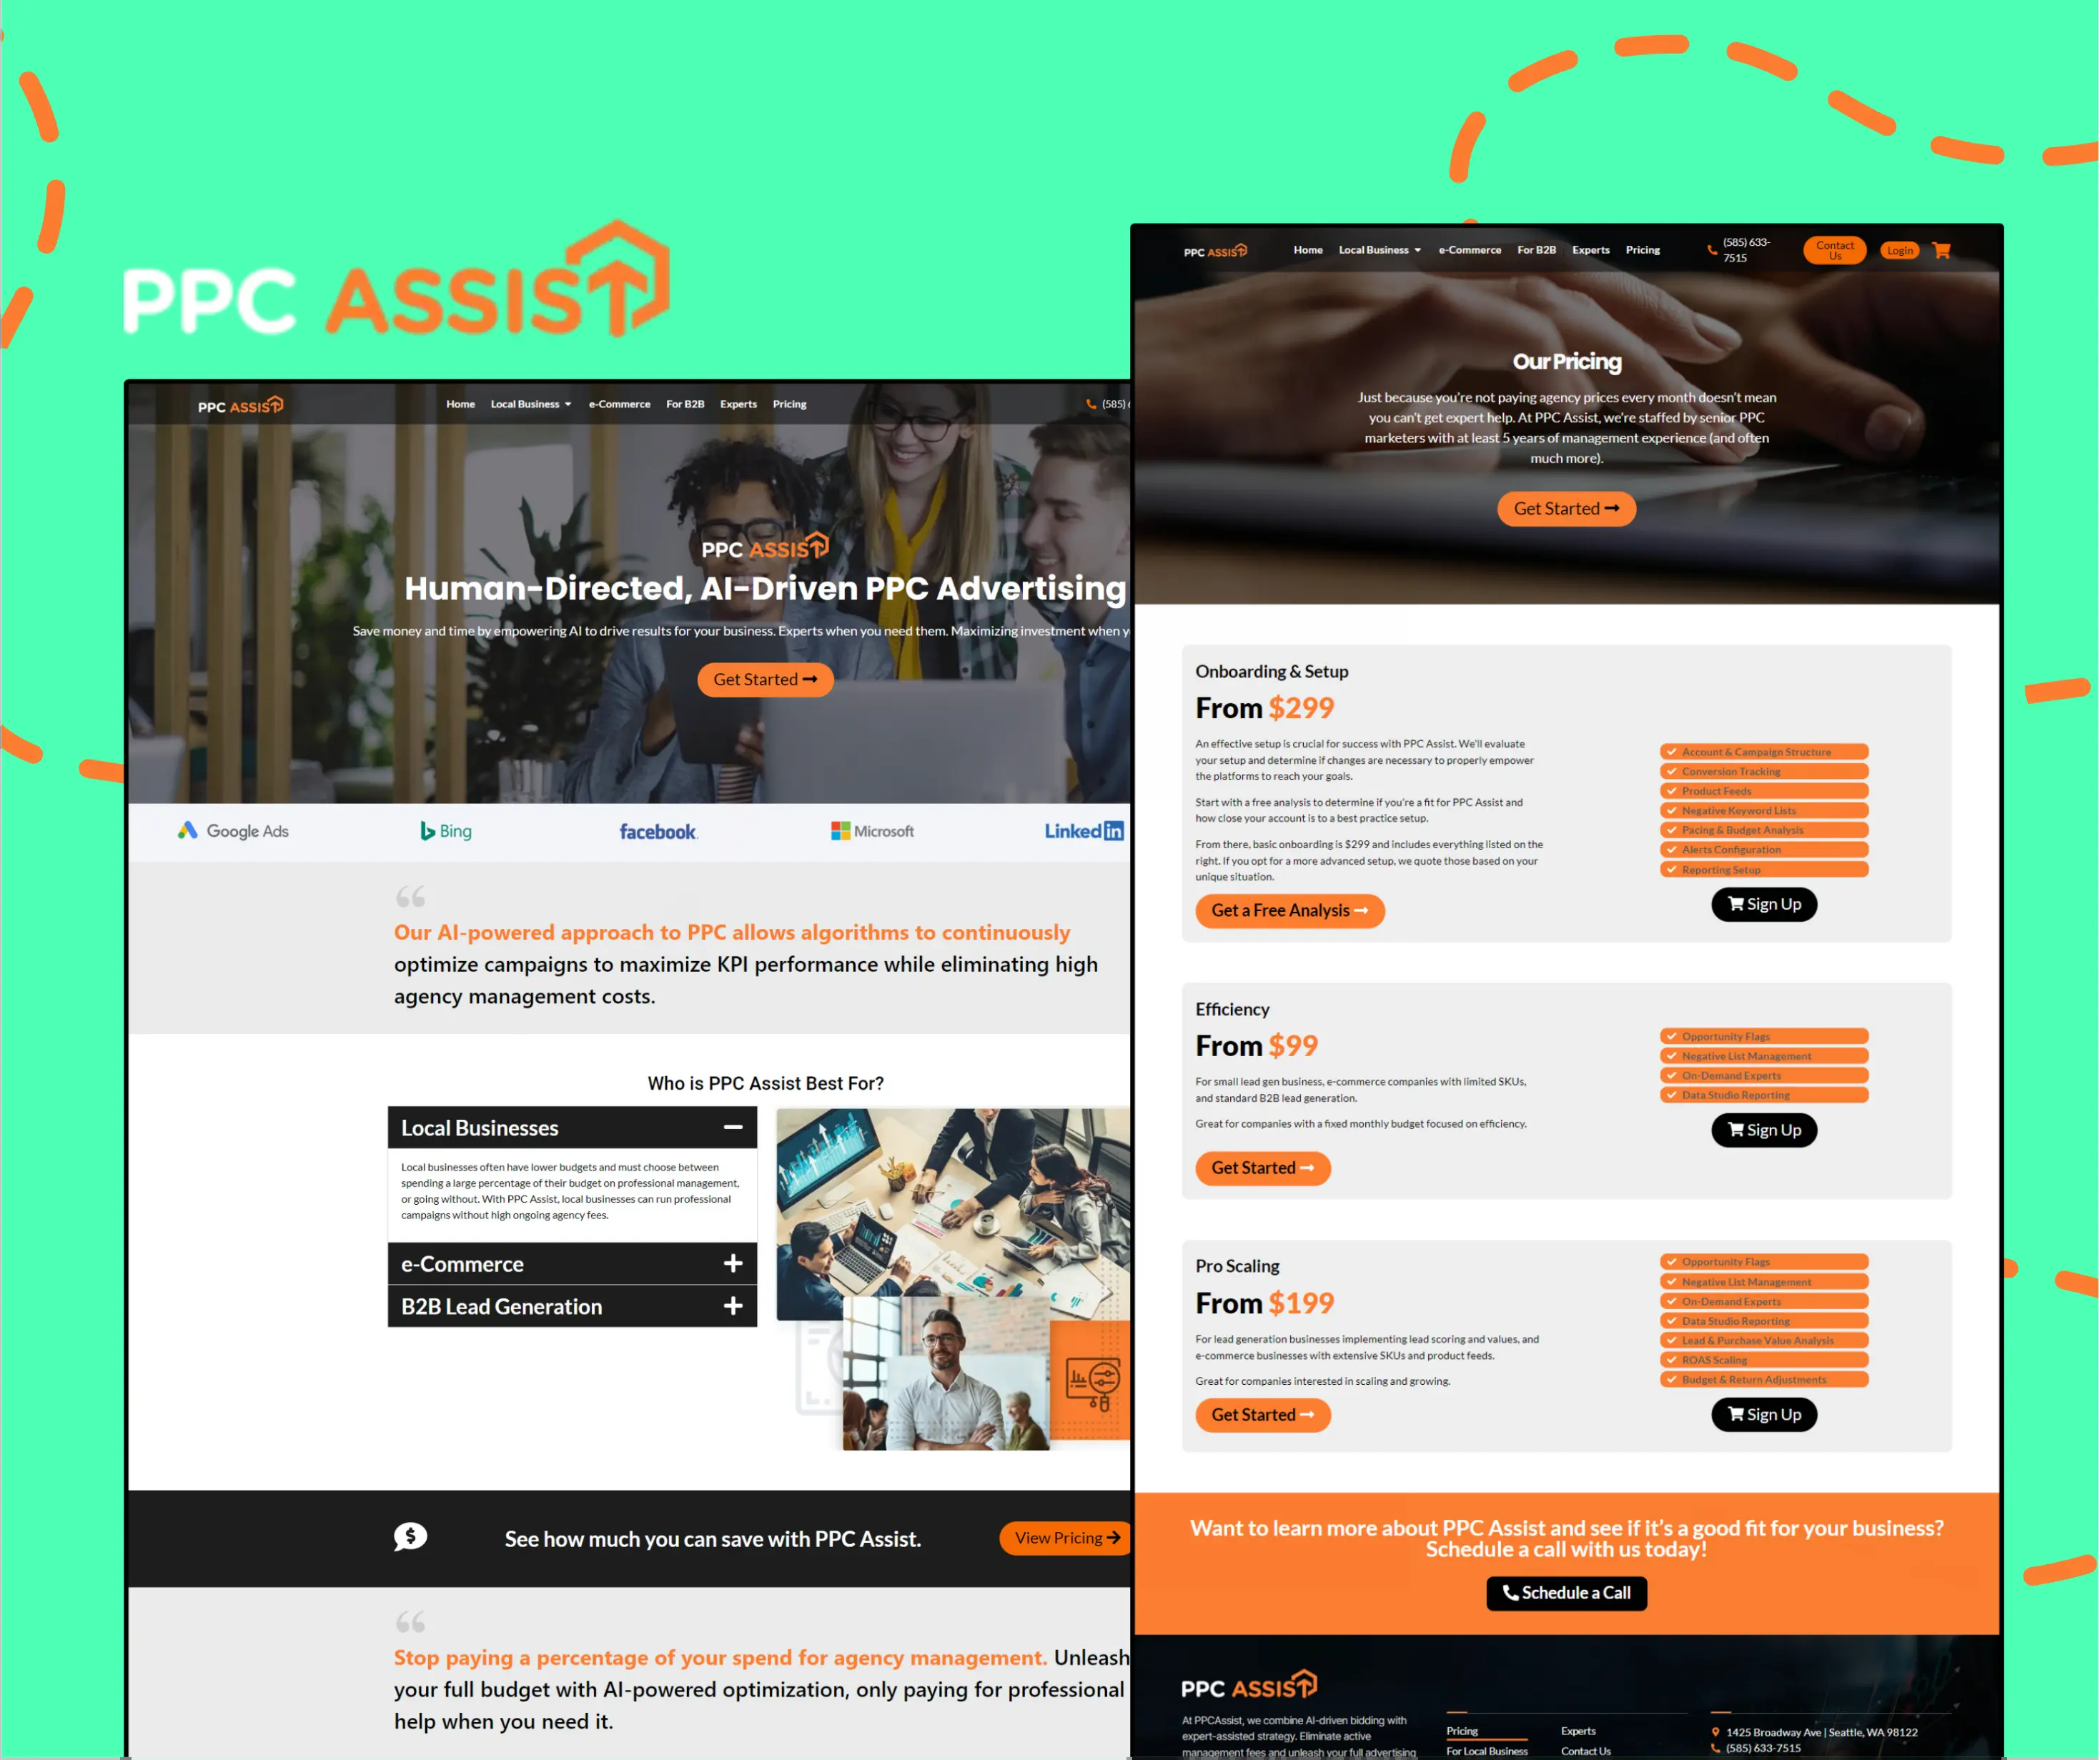 PPC ASSIST
PPC ASSIST
Home Local Business e-Commerce For B2B Experts Pricing
(585) 6
PPC ASSIST
Human-Directed, AI-Driven PPC Advertising
Save money and time by empowering AI to drive results for your business. Experts when you need them. Maximizing investment when y
Get Started
Google Ads
Bing
facebook
Microsoft
Linked in
Our AI-powered approach to PPC allows algorithms to continuously
optimize campaigns to maximize KPI performance while eliminating high
agency management costs.
Who is PPC Assist Best For?
Local Businesses
Local businesses often have lower budgets and must choose between
spending a large percentage of their budget on professional management,
or going without. With PPC Assist, local businesses can run professional
campaigns without high ongoing agency fees.
e-Commerce
B2B Lead Generation
See how much you can save with PPC Assist.
View Pricing
Stop paying a percentage of your spend for agency management. Unleash
your full budget with AI-powered optimization, only paying for professional
help when you need it.
PPC ASSIST
Home Local Business e-Commerce For B2B Experts Pricing
(585) 633-
7515
Contact
Us
Login
Our Pricing
Just because you're not paying agency prices every month doesn't mean
you can't get expert help. At PPC Assist, we're staffed by senior PPC
marketers with at least 5 years of management experience (and often
much more).
Get Started
Onboarding & Setup
From $299
An effective setup is crucial for success with PPC Assist. We'll evaluate
your setup and determine if changes are necessary to properly empower
the platforms to reach your goals.
Start with a free analysis to determine if you're a fit for PPC Assist and
how close your account is to a best practice setup.
From there, basic onboarding is $299 and includes everything listed on the
right. If you opt for a more advanced setup, we quote those based on your
unique situation.
Get a Free Analysis
Account & Campaign Structure
Conversion Tracking
Product Feeds
Negative Keyword Lists
Pacing & Budget Analysis
Alerts Configuration
Reporting Setup
Sign Up
Efficiency
From $99
For small lead gen business, e-commerce companies with limited SKUs,
and standard B2B lead generation.
Great for companies with a fixed monthly budget focused on efficiency.
Get Started
Opportunity Flags
Negative List Management
On-Demand Experts
Data Studio Reporting
Sign Up
Pro Scaling
From $199
For lead generation businesses implementing lead scoring and values, and
e-commerce businesses with extensive SKUs and product feeds.
Great for companies interested in scaling and growing.
Get Started
Opportunity Flags
Negative List Management
On-Demand Experts
Data Studio Reporting
Lead & Purchase Value Analysis
ROAS Scaling
Budget & Return Adjustments
Sign Up
Want to learn more about PPC Assist and see if it's a good fit for your business?
Schedule a call with us today!
Schedule a Call
PPC ASSIST
At PPCAssist, we combine AI-driven bidding with
expert-assisted strategy. Eliminate active
management fees and unleash your full advertising
Pricing
For Local Business
Experts
Contact Us
1425 Broadway Ave | Seattle, WA 98122
(585) 633-7515